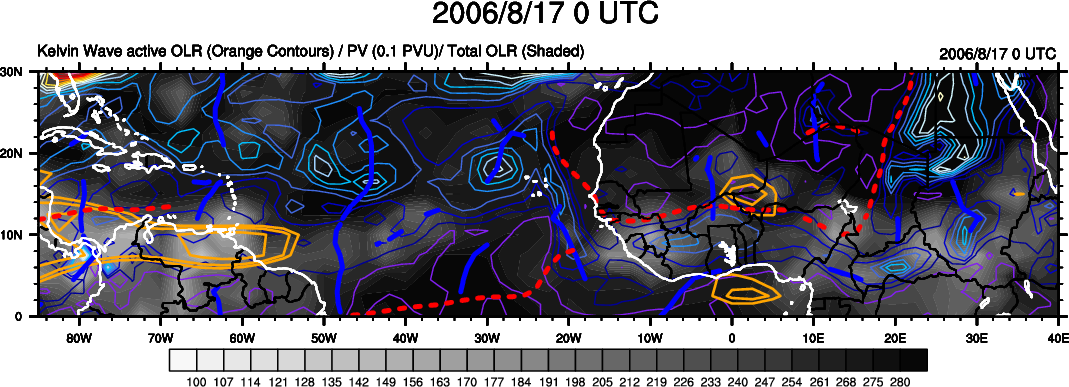 2006/8/17 0 UTC
Kelvin Wave active OLR (Orange Contours) / PV (0.1 PVU)/ Total OLR (Shaded) 2006/8/17 0 UTC
30N
20N
10N
0
80W 70W 60W 50W 40W 30W 20W 10W 0 10E 20E 30E 40E
100 107 114 121 128 135 142 149 156 163 170 177 184 191 198 205 212 219 226 233 240 247 254 261 268 275 280